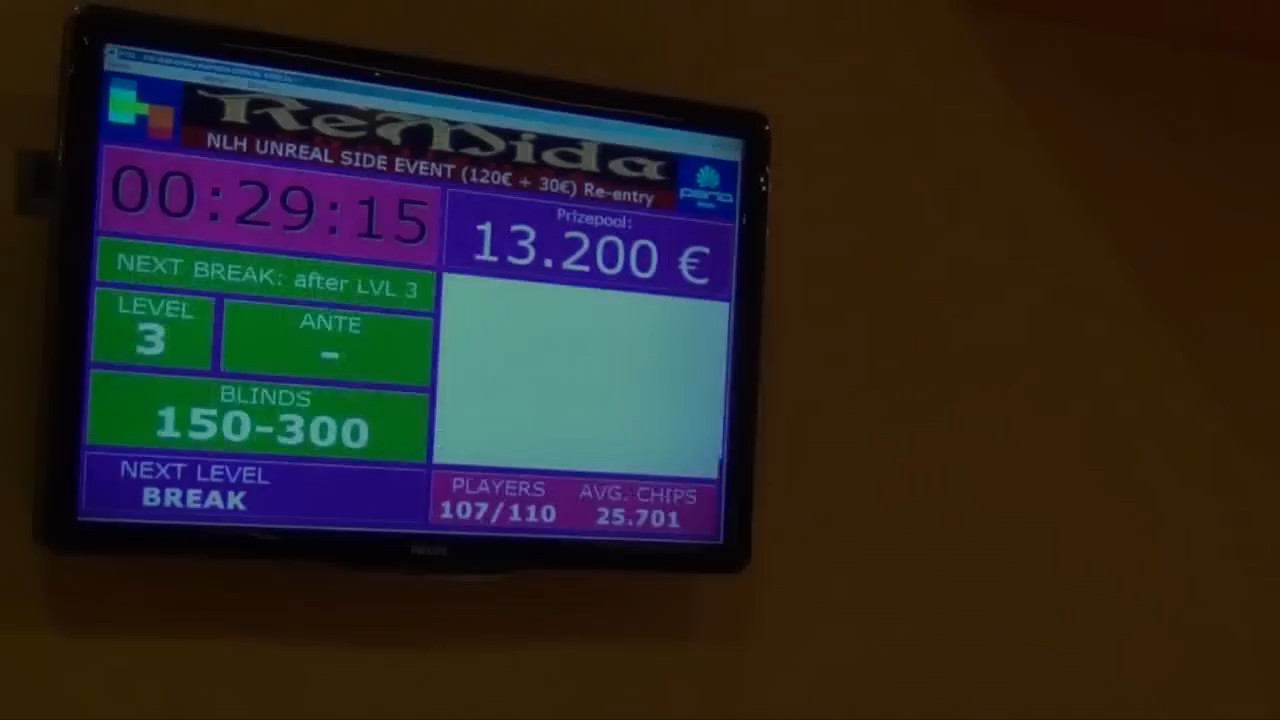 ReMida
NLH UNREAL SIDE EVENT (120€ + 30€) Re-entry
00:29:15
Prizepool:
13.200 €
NEXT BREAK: after LVL 3
LEVEL
3
ANTE
-
BLINDS
150-300
NEXT LEVEL
BREAK
PLAYERS
107/110
AVG. CHIPS
25.701
PHILIPS